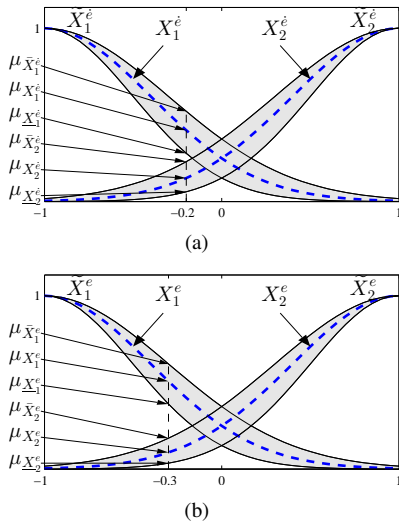 X̃₁^ė X₁^ė X₂^ė X̃₂^ė
1
μ_X̄₁^ė
μ_X₁^ė
μ_X̲₁^ė
μ_X̄₂^ė
μ_X₂^ė
μ_X̲₂^ė
−1 −0.2 0 1
(a)
X̃₁^e X₁^e X₂^e X̃₂^e
1
μ_X̄₁^e
μ_X₁^e
μ_X̲₁^e
μ_X̄₂^e
μ_X₂^e
μ_X̲₂^e
−1 −0.3 0 1
(b)